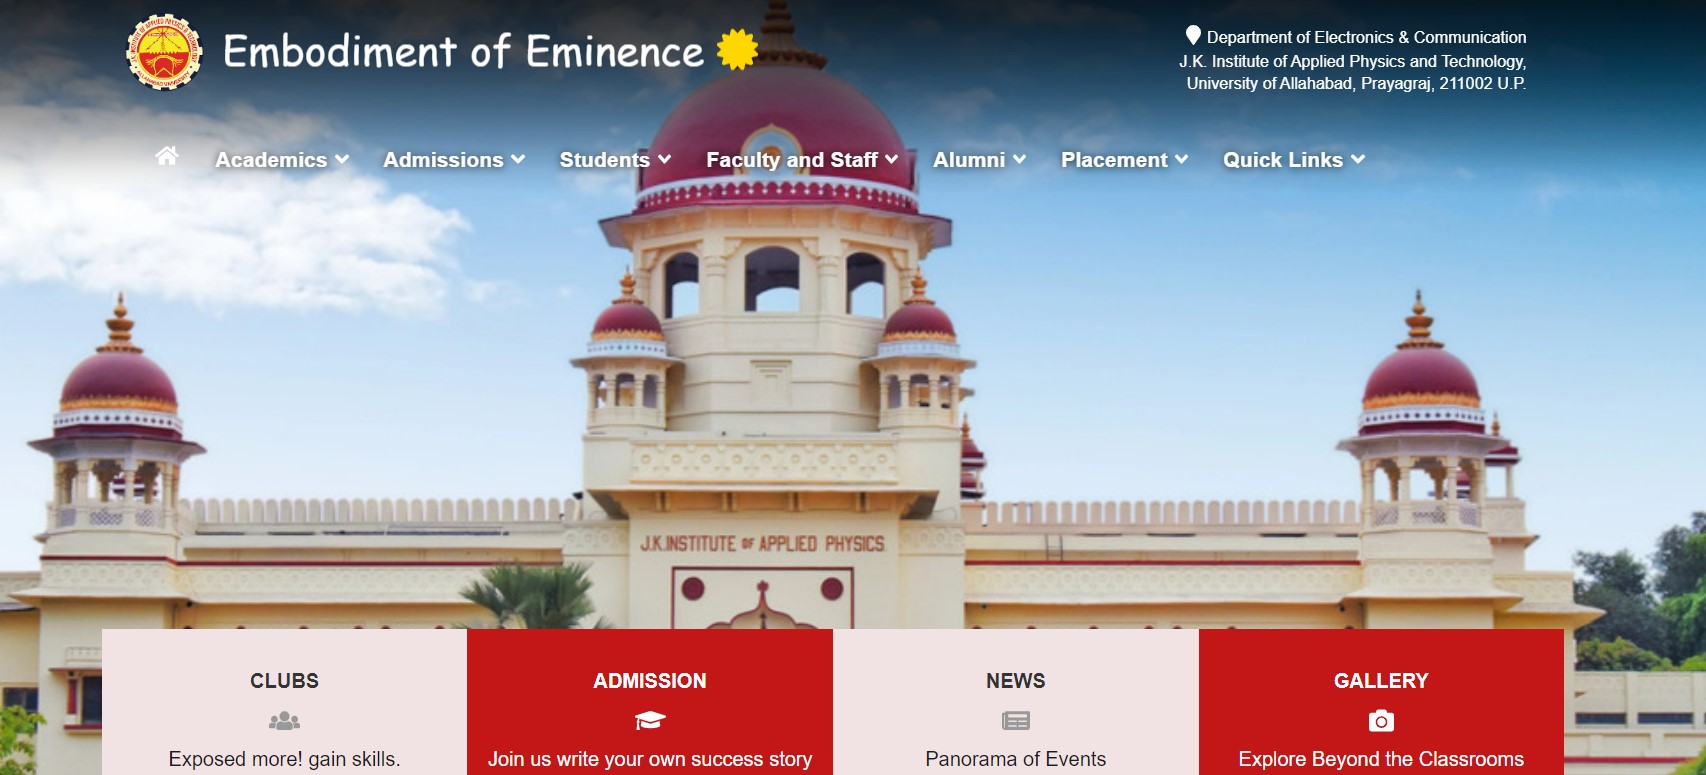 Embodiment of Eminence
Department of Electronics & Communication
J.K. Institute of Applied Physics and Technology,
University of Allahabad, Prayagraj, 211002 U.P.
Academics
Admissions
Students
Faculty and Staff
Alumni
Placement
Quick Links
J.K.INSTITUTE OF APPLIED PHYSICS
CLUBS
Exposed more! gain skills.
ADMISSION
Join us write your own success story
NEWS
Panorama of Events
GALLERY
Explore Beyond the Classrooms